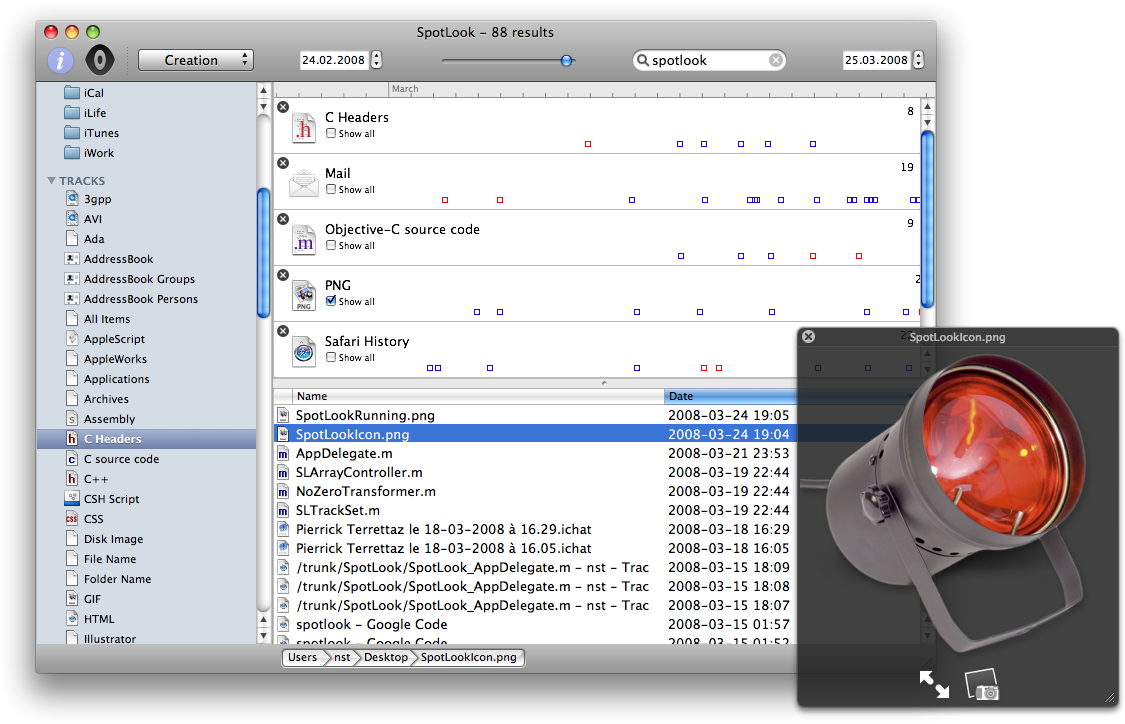 SpotLook – 88 results
Creation
24.02.2008
spotlook
25.03.2008
iCal
iLife
iTunes
iWork
TRACKS
3gpp
AVI
Ada
AddressBook
AddressBook Groups
AddressBook Persons
All Items
AppleScript
AppleWorks
Applications
Archives
Assembly
C Headers
C source code
C++
CSH Script
CSS
Disk Image
File Name
Folder Name
GIF
HTML
Illustrator
March
C Headers
Show all
8
Mail
Show all
19
Objective-C source code
Show all
9
PNG
Show all
Safari History
Show all
Name Date
SpotLookRunning.png 2008-03-24 19:05
SpotLookIcon.png 2008-03-24 19:04
AppDelegate.m 2008-03-21 23:53
SLArrayController.m 2008-03-19 22:44
NoZeroTransformer.m 2008-03-19 22:44
SLTrackSet.m 2008-03-19 22:44
Pierrick Terrettaz le 18-03-2008 à 16.29.ichat 2008-03-18 16:29
Pierrick Terrettaz le 18-03-2008 à 16.05.ichat 2008-03-18 16:05
/trunk/SpotLook/SpotLook_AppDelegate.m – nst – Trac 2008-03-15 18:09
/trunk/SpotLook/SpotLook_AppDelegate.m – nst – Trac 2008-03-15 18:08
/trunk/SpotLook/SpotLook_AppDelegate.m – nst – Trac 2008-03-15 18:07
spotlook – Google Code 2008-03-15 01:57
spotlook – Google Code 2008-03-15 01:52
Users nst Desktop SpotLookIcon.png
SpotLookIcon.png